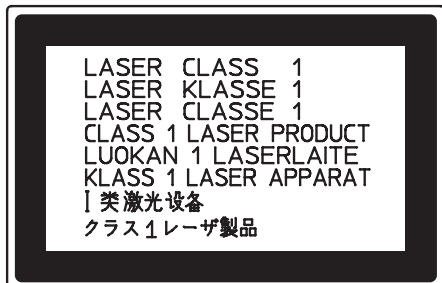 LASER CLASS 1
LASER KLASSE 1
LASER CLASSE 1
CLASS 1 LASER PRODUCT
LUOKAN 1 LASERLAITE
KLASS 1 LASER APPARAT
I 类激光设备
クラス1レーザ製品